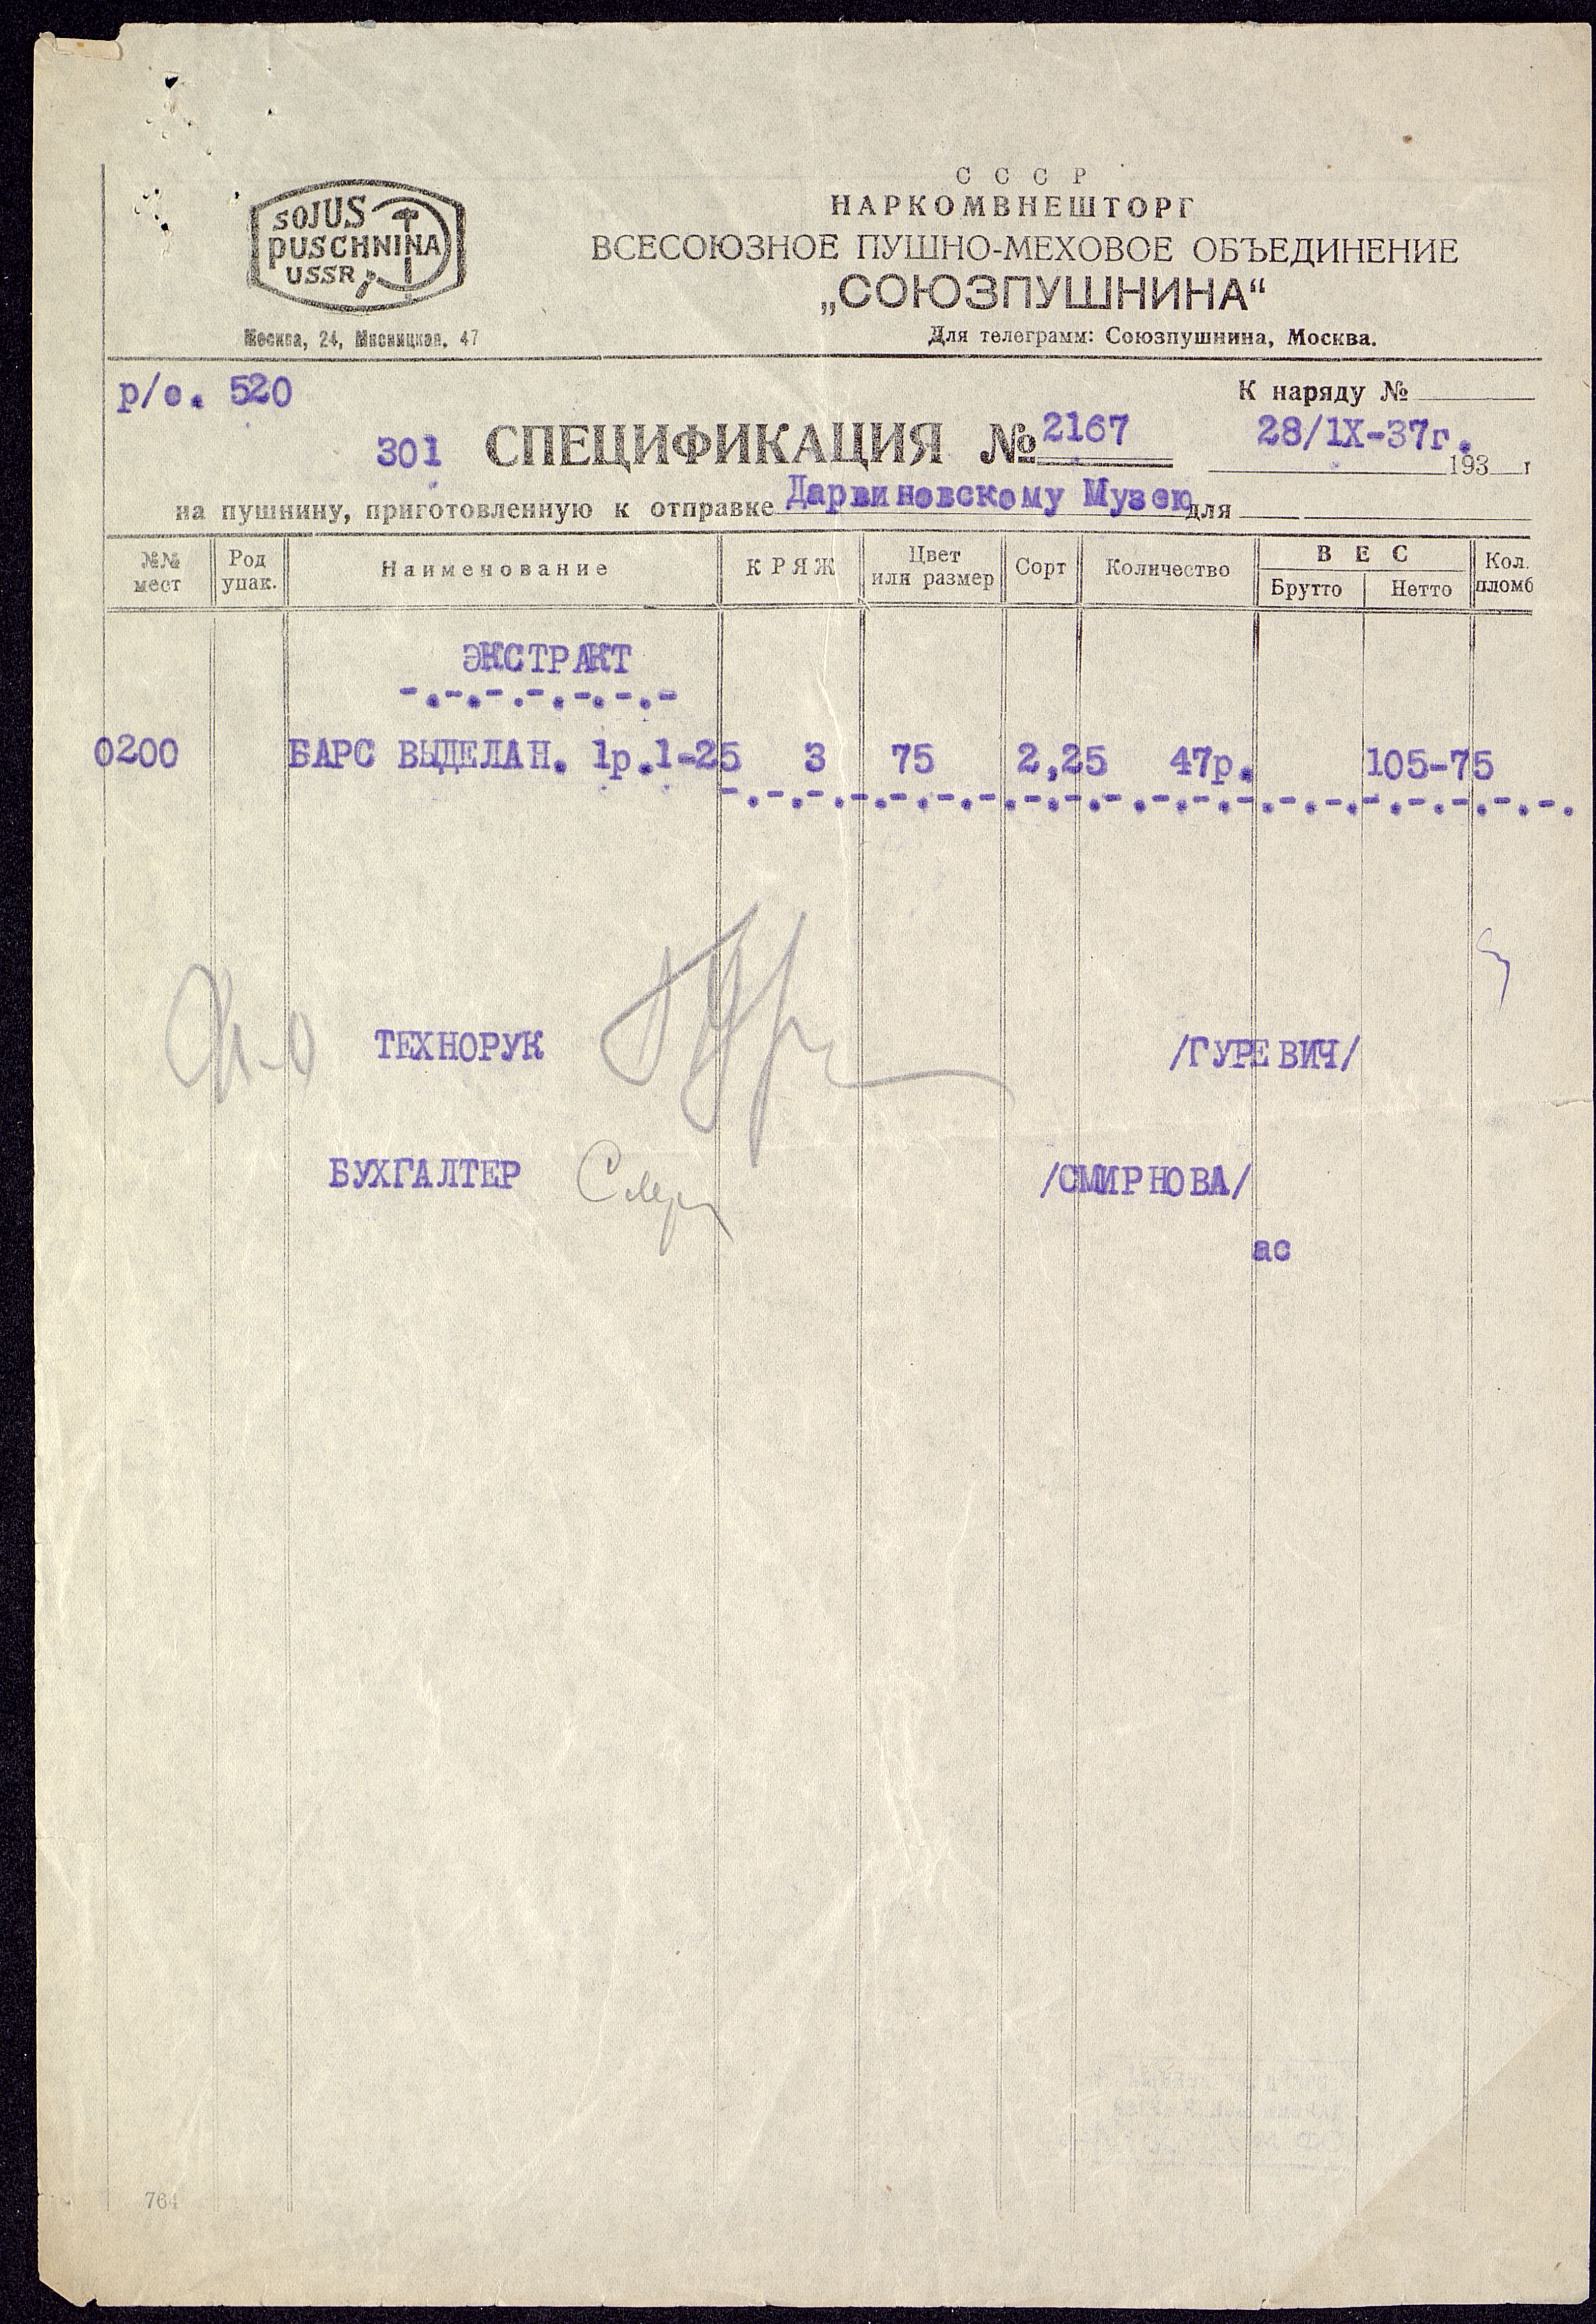 СССР
НАРКОМВНЕШТОРГ
ВСЕСОЮЗНОЕ ПУШНО-МЕХОВОЕ ОБЪЕДИНЕНИЕ
„СОЮЗПУШНИНА“
SOJUS
PUSCHNINA
USSR
Москва, 24, Мясницкая, 47
Для телеграмм: Союзпушнина, Москва.
р/с. 520
К наряду №
301 СПЕЦИФИКАЦИЯ № 2167 28/IX-37г. 193 г
на пушнину, приготовленную к отправке Дарвиновскому Музею для
№№ мест Род упак. Наименование КРЯЖ Цвет или размер Сорт Количество ВЕС Брутто Нетто Кол. пломб
ЭКСТРАКТ
-.-.-.-.-.-.-
0200 БАРС ВЫДЕЛАН. 1р.1-25 3 75 2,25 47р. 105-75
-.-.-.-.-.-.-.-.-.-.-.-.-.-.-.-.-.-.-.-.
ТЕХНОРУК /ГУРЕВИЧ/
БУХГАЛТЕР Смир /СМИРНОВА/
ас
764